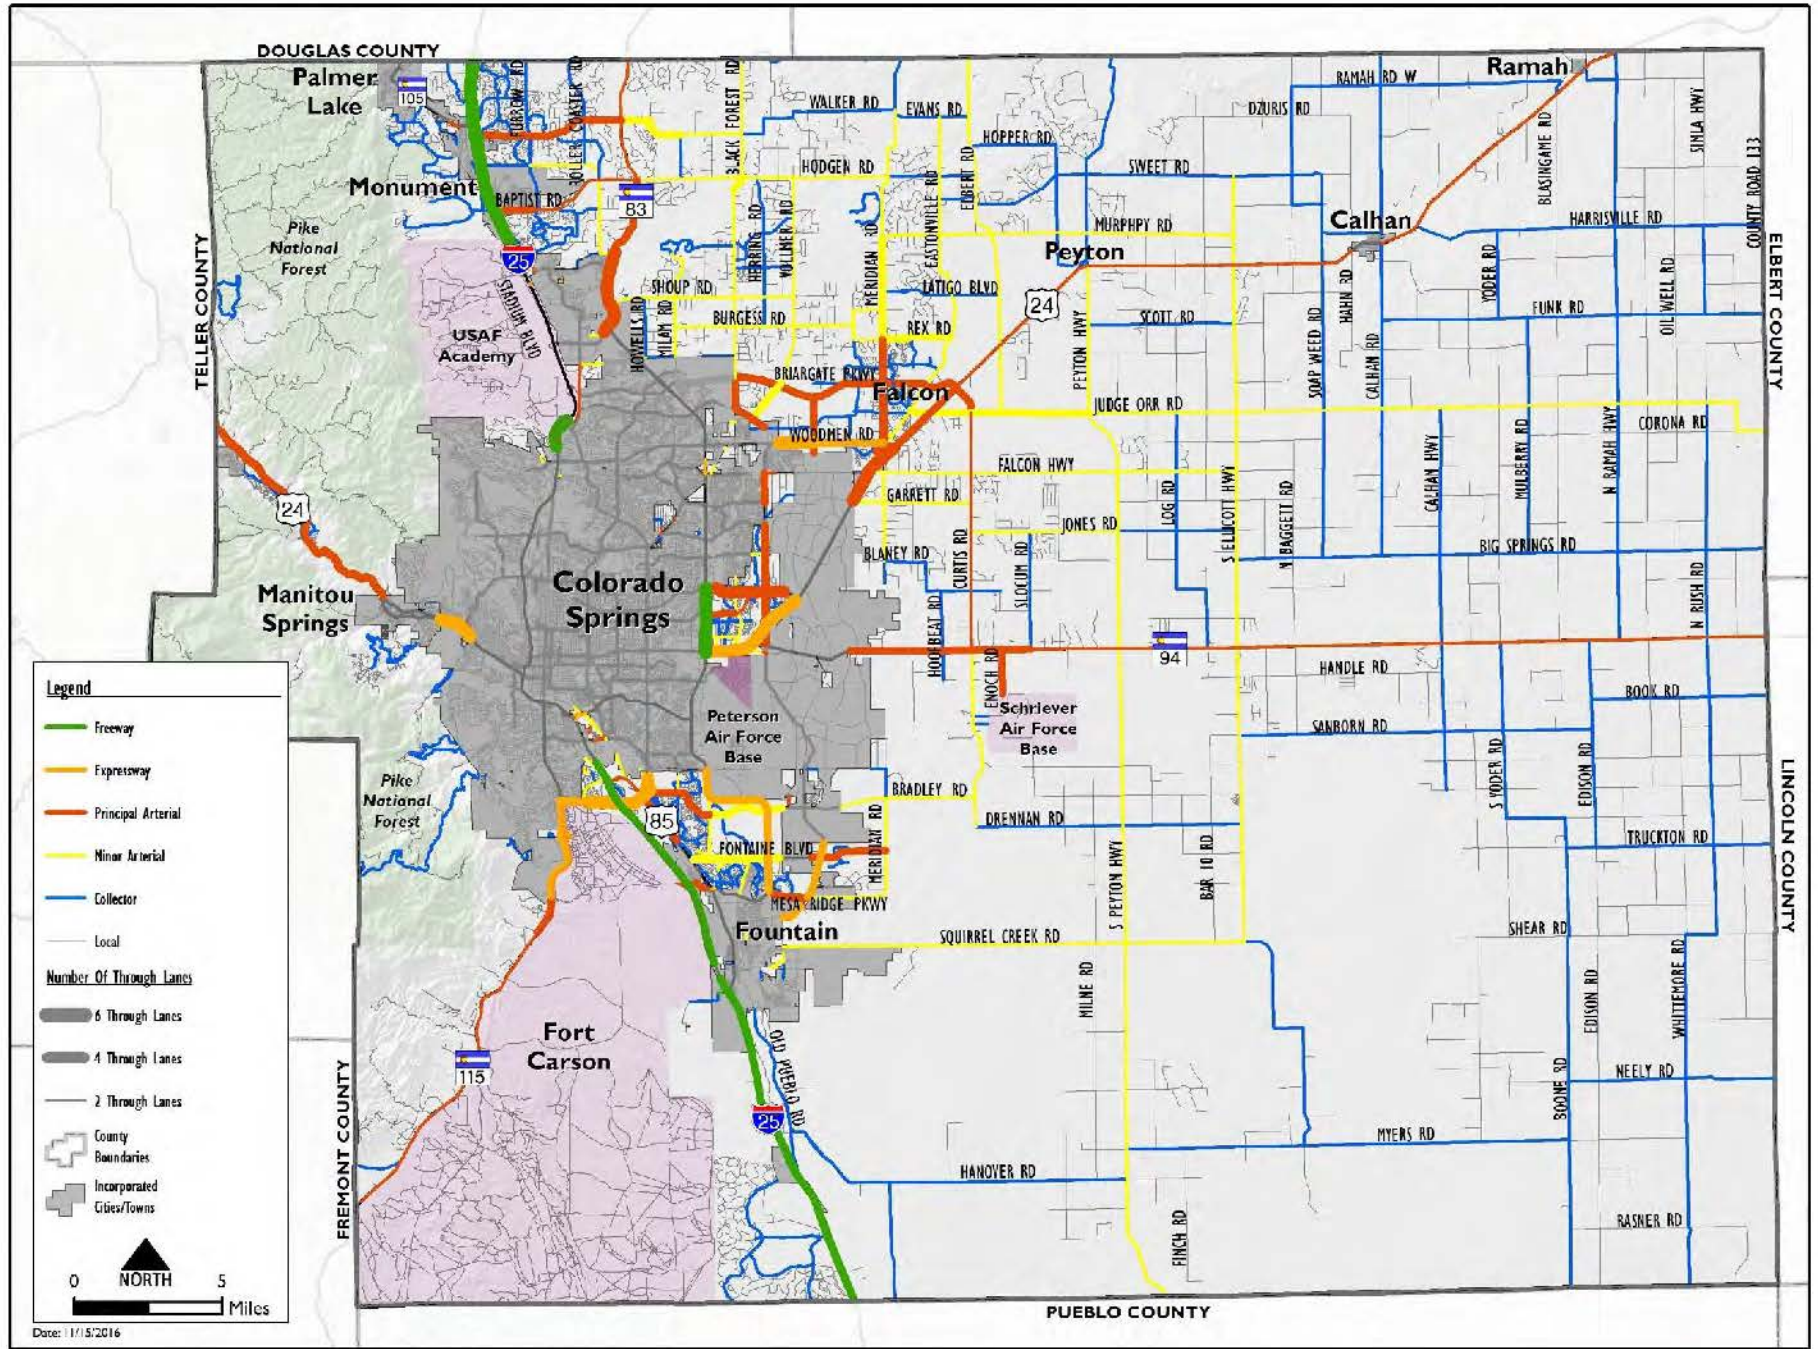 DOUGLAS COUNTY
Palmer
Lake
105
FURROW RD
ROLLER COASTER RD
BLACK FOREST RD
WALKER RD
EVANS RD
HOPPER RD
DZURIS RD
RAMAH RD W
Ramah
SIMLA HWY
BLASINGAME RD
COUNTY ROAD 133
Monument
BAPTIST RD
83
HODGEN RD
SWEET RD
ELBERT RD
EASTONVILLE RD
HERRING RD
VOLLMER RD
MERIDIAN RD
MURPHPY RD
Peyton
Calhan
HARRISVILLE RD
Pike
National
Forest
TELLER COUNTY
25
STADIUM BLVD
USAF
Academy
SHOUP RD
HOWELLS RD
MILAM RD
BURGESS RD
LATIGO BLVD
REX RD
24
PEYTON HWY
SCOTT RD
SOAP WEED RD
HAHN RD
CALHAN RD
YODER RD
FUNK RD
OIL WELL RD
ELBERT COUNTY
BRIARGATE PKWY
Falcon
JUDGE ORR RD
WOODMEN RD
CORONA RD
FALCON HWY
GARRETT RD
JONES RD
LOG RD
S ELLICOTT HWY
N BAGGETT RD
CALHAN HWY
MULBERRY RD
N RAMAH HWY
BIG SPRINGS RD
24
BLANEY RD
CURTIS RD
SLOCUM RD
HOOFBEAT RD
N RUSH RD
Manitou
Springs
Colorado
Springs
94
HANDLE RD
ENOCH RD
BOOK RD
Peterson
Air Force
Base
Schriever
Air Force
Base
SANBORN RD
S YODER RD
EDISON RD
Pike
National
Forest
BRADLEY RD
85
DRENNAN RD
TRUCKTON RD
LINCOLN COUNTY
FONTAINE BLVD
MERIDIAN RD
S PEYTON HWY
BAR 10 RD
MESA RIDGE PKWY
Fountain
SQUIRREL CREEK RD
SHEAR RD
MILNE RD
EDISON RD
WHITTEMORE RD
Fort
Carson
115
OLD PUEBLO RD
25
BOONE RD
NEELY RD
MYERS RD
HANOVER RD
FREMONT COUNTY
FINCH RD
RASNER RD
PUEBLO COUNTY
Legend
Freeway
Expressway
Principal Arterial
Minor Arterial
Collector
Local
Number Of Through Lanes
6 Through Lanes
4 Through Lanes
2 Through Lanes
County
Boundaries
Incorporated
Cities/Towns
NORTH
0 5
Miles
Date: 11/15/2016